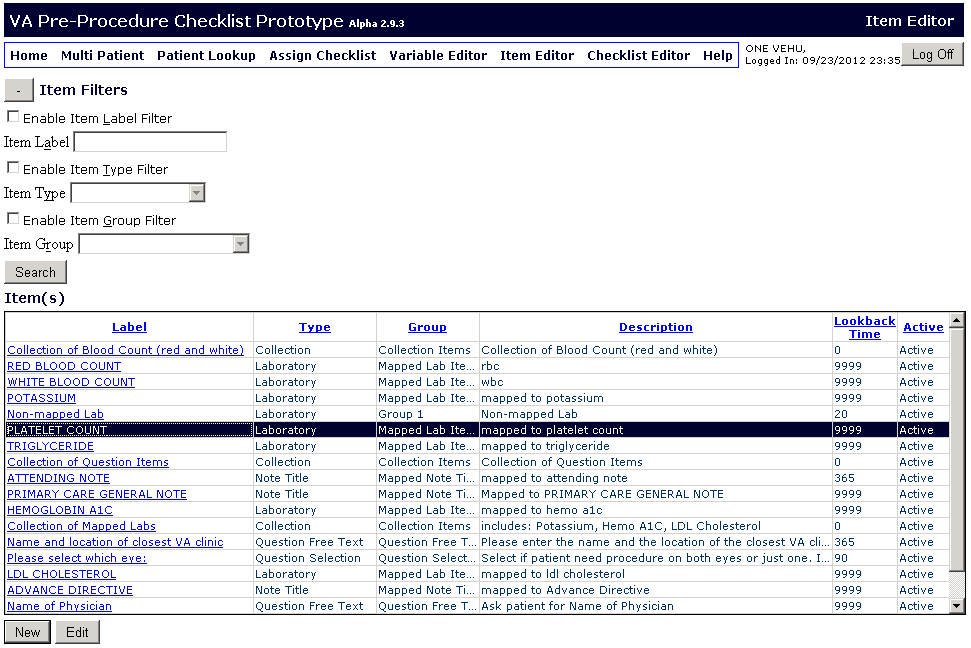 VA Pre-Procedure Checklist Prototype Alpha 2.9.3 Item Editor
Home Multi Patient Patient Lookup Assign Checklist Variable Editor Item Editor Checklist Editor Help ONE VEHU, Log Off
Logged In: 09/23/2012 23:35
- Item Filters
Enable Item Label Filter
Item Label
Enable Item Type Filter
Item Type
Enable Item Group Filter
Item Group
Search
Item(s)
Label Type Group Description Lookback Time Active
Collection of Blood Count (red and white) Collection Collection Items Collection of Blood Count (red and white) 0 Active
RED BLOOD COUNT Laboratory Mapped Lab Ite... rbc 9999 Active
WHITE BLOOD COUNT Laboratory Mapped Lab Ite... wbc 9999 Active
POTASSIUM Laboratory Mapped Lab Ite... mapped to potassium 9999 Active
Non-mapped Lab Laboratory Group 1 Non-mapped Lab 20 Active
PLATELET COUNT Laboratory Mapped Lab Ite... mapped to platelet count 9999 Active
TRIGLYCERIDE Laboratory Mapped Lab Ite... mapped to triglyceride 9999 Active
Collection of Question Items Collection Collection Items Collection of Question Items 0 Active
ATTENDING NOTE Note Title Mapped Note Ti... mapped to attending note 365 Active
PRIMARY CARE GENERAL NOTE Note Title Mapped Note Ti... Mapped to PRIMARY CARE GENERAL NOTE 9999 Active
HEMOGLOBIN A1C Laboratory Mapped Lab Ite... mapped to hemo a1c 9999 Active
Collection of Mapped Labs Collection Collection Items includes: Potassium, Hemo A1C, LDL Cholesterol 0 Active
Name and location of closest VA clinic Question Free Text Question Free T... Please enter the name and the location of the closest VA cli... 365 Active
Please select which eye: Question Selection Question Select... Select if patient need procedure on both eyes or just one. I... 90 Active
LDL CHOLESTEROL Laboratory Mapped Lab Ite... mapped to ldl cholesterol 9999 Active
ADVANCE DIRECTIVE Note Title Mapped Note Ti... mapped to Advance Directive 9999 Active
Name of Physician Question Free Text Question Free T... Ask patient for Name of Physician 9999 Active
New Edit